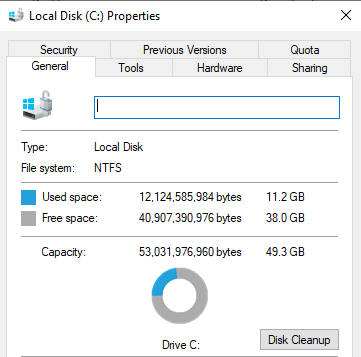 Local Disk (C:) Properties
Security Previous Versions Quota
General Tools Hardware Sharing
Type: Local Disk
File system: NTFS
Used space: 12,124,585,984 bytes 11.2 GB
Free space: 40,907,390,976 bytes 38.0 GB
Capacity: 53,031,976,960 bytes 49.3 GB
Drive C: Disk Cleanup